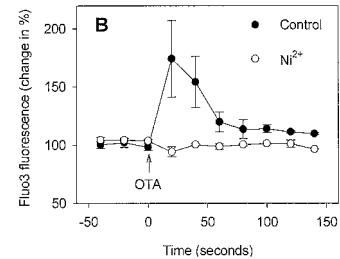 B
Control
Ni2+
200
150
100
50
Fluo3 fluorescence (change in %)
OTA
-50 0 50 100 150
Time (seconds)